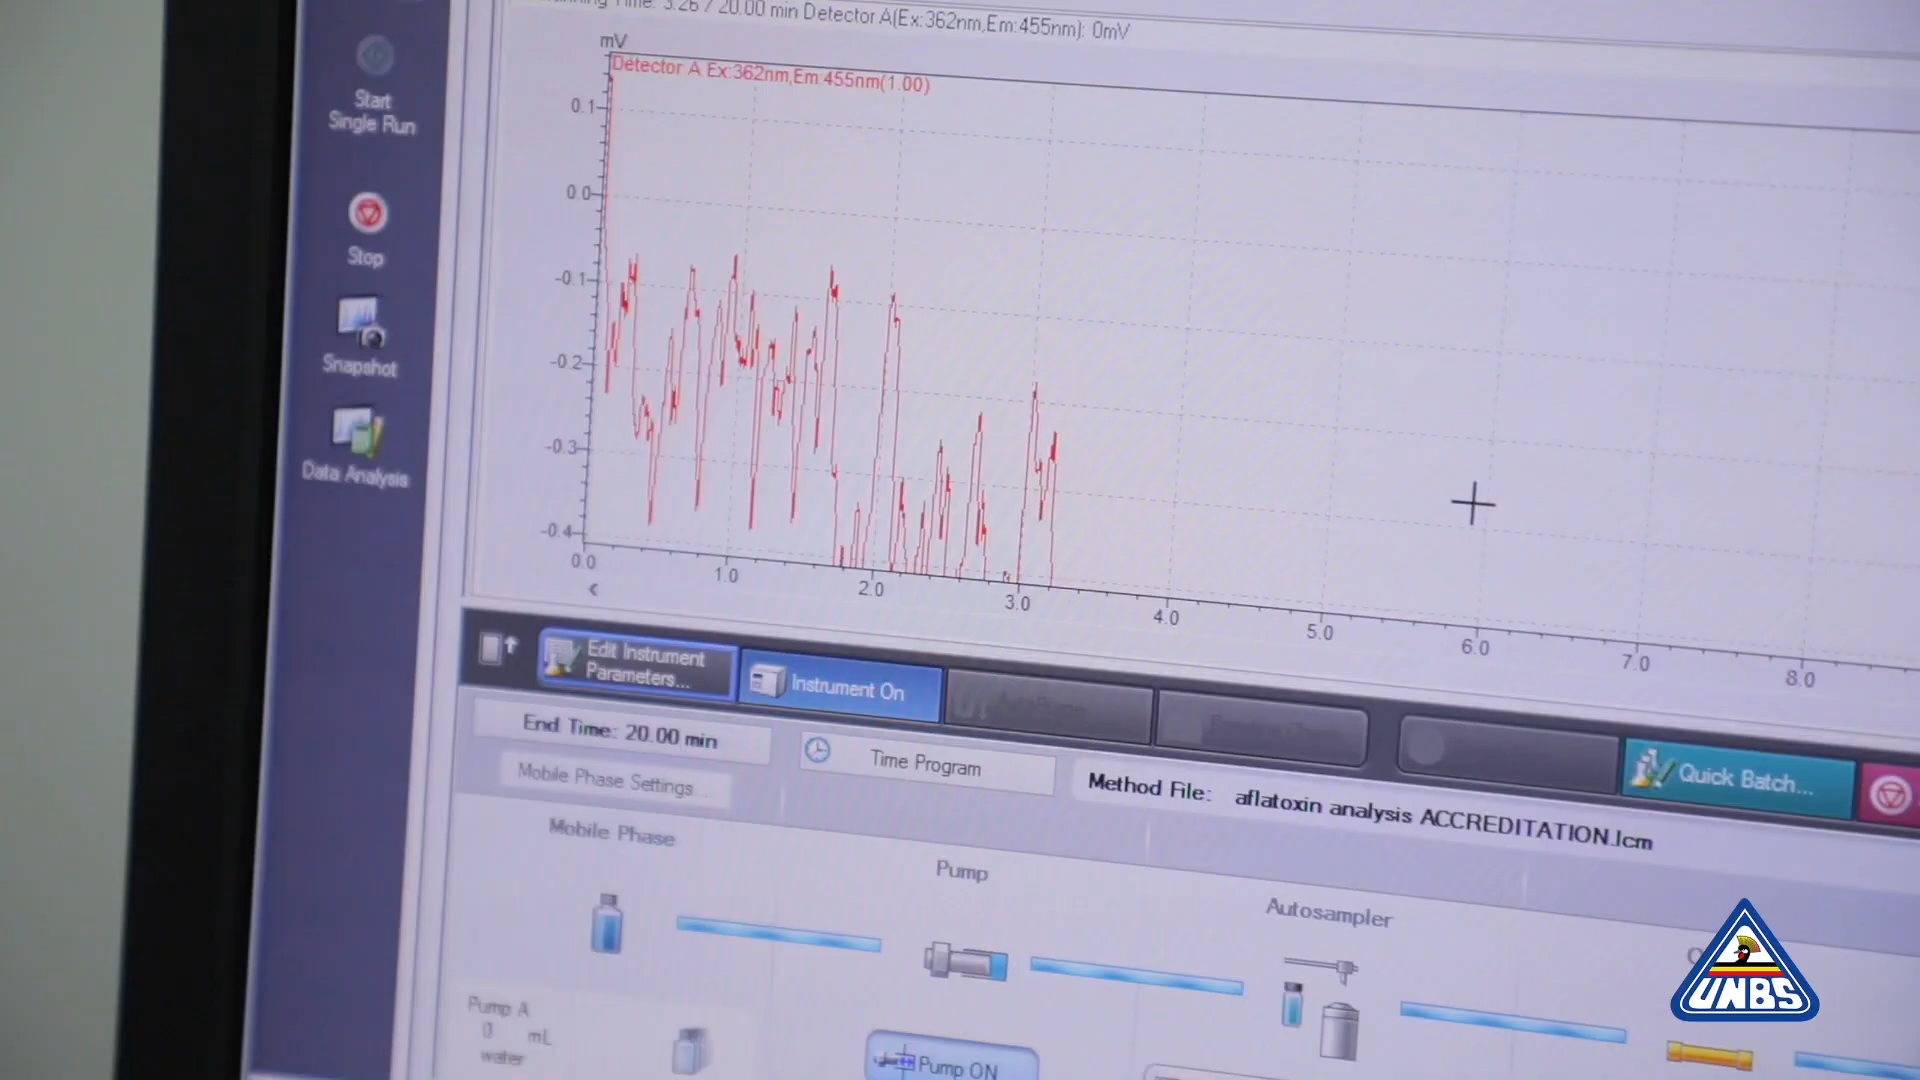 Time: 3.26 / 20.00 min Detector A(Ex:362nm,Em:455nm): 0mV
mV
Detector A Ex:362nm,Em:455nm(1.00)
0.1
0.0
-0.1
-0.2
-0.3
-0.4
0.0 1.0 2.0 3.0 4.0 5.0 6.0 7.0 8.0
Start
Single Run
Stop
Snapshot
Data Analysis
Edit Instrument
Parameters...
Instrument On
Quick Batch...
End Time: 20.00 min
Time Program
Method File: aflatoxin analysis ACCREDITATION.lcm
Mobile Phase Settings...
Mobile Phase
Pump
Autosampler
Pump A
0 mL
water
Pump ON
UNBS